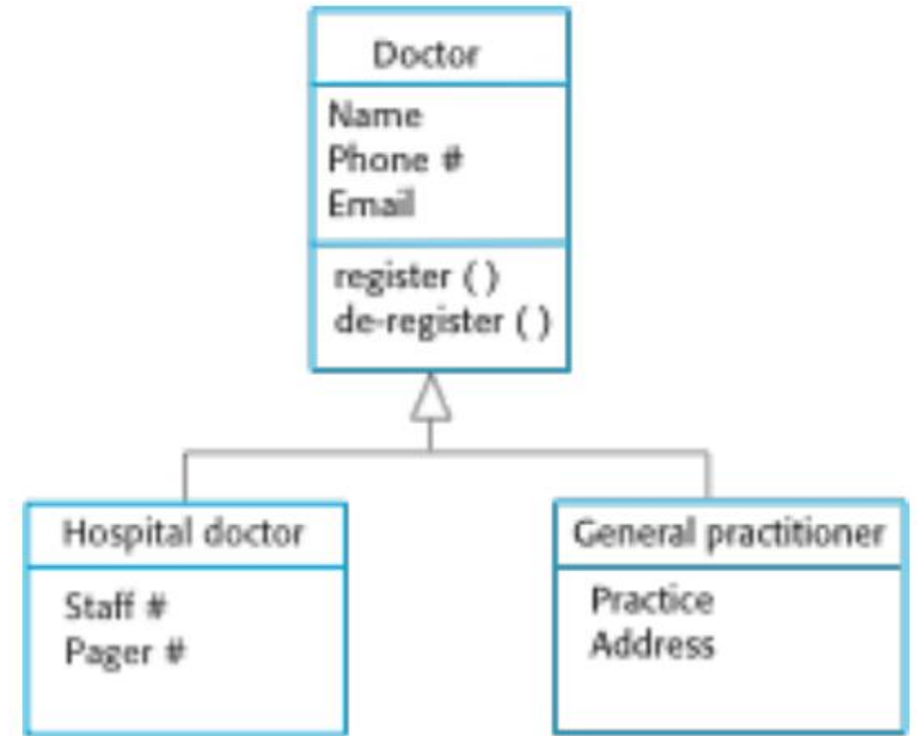 Doctor
Name
Phone #
Email
register ( )
de-register ( )
Hospital doctor
Staff #
Pager #
General practitioner
Practice
Address